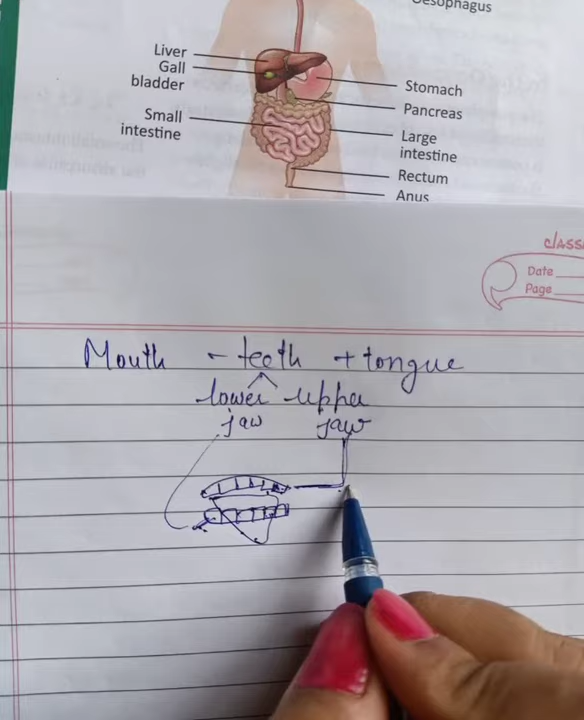 Oesophagus
Liver
Gall
bladder
Stomach
Pancreas
Small
intestine
Large
intestine
Rectum
Anus
class
Date
Page
Mouth - teeth + tongue
lower upper
jaw jaw